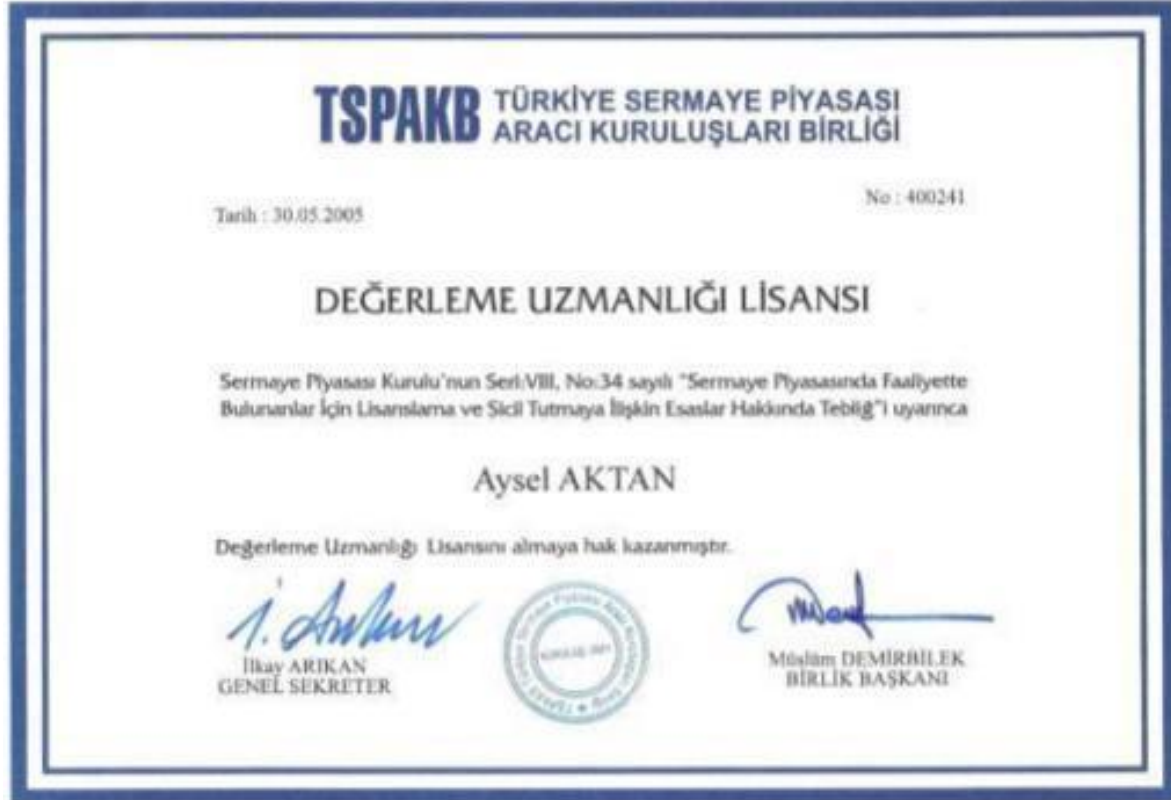 TSPAKB TÜRKİYE SERMAYE PİYASASI
ARACI KURULUŞLARI BİRLİĞİ
Tarih : 30.05.2005
No : 400241
DEĞERLEME UZMANLIĞI LİSANSI
Sermaye Piyasası Kurulu'nun Seri:VIII, No:34 sayılı "Sermaye Piyasasında Faaliyette
Bulunanlar İçin Lisanslama ve Sicil Tutmaya İlişkin Esaslar Hakkında Tebliğ"i uyarınca
Aysel AKTAN
Değerleme Uzmanlığı Lisansını almaya hak kazanmıştır.
İlkay ARIKAN
GENEL SEKRETER
Müslüm DEMİRBİLEK
BİRLİK BAŞKANI